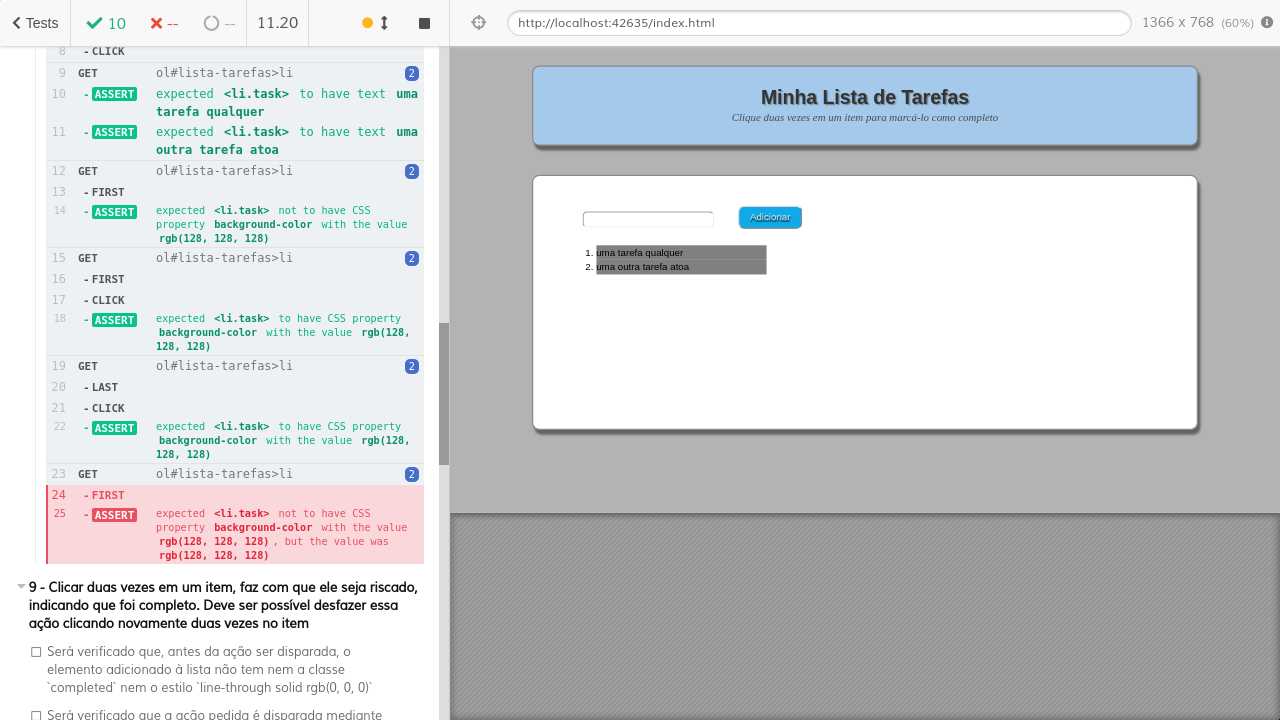 Tests
10
--
--
11.20
http://localhost:42635/index.html
1366 x 768 (60%)
8 - CLICK
9 GET ol#lista-tarefas>li 2
10 - ASSERT expected <li.task> to have text uma
tarefa qualquer
11 - ASSERT expected <li.task> to have text uma
outra tarefa atoa
12 GET ol#lista-tarefas>li 2
13 - FIRST
14 - ASSERT expected <li.task> not to have CSS
property background-color with the value
rgb(128, 128, 128)
15 GET ol#lista-tarefas>li 2
16 - FIRST
17 - CLICK
18 - ASSERT expected <li.task> to have CSS property
background-color with the value rgb(128,
128, 128)
19 GET ol#lista-tarefas>li 2
20 - LAST
21 - CLICK
22 - ASSERT expected <li.task> to have CSS property
background-color with the value rgb(128,
128, 128)
23 GET ol#lista-tarefas>li 2
24 - FIRST
25 - ASSERT expected <li.task> not to have CSS
property background-color with the value
rgb(128, 128, 128), but the value was
rgb(128, 128, 128)
9 - Clicar duas vezes em um item, faz com que ele seja riscado,
indicando que foi completo. Deve ser possível desfazer essa
ação clicando novamente duas vezes no item
Será verificado que, antes da ação ser disparada, o
elemento adicionado à lista não tem nem a classe
`completed` nem o estilo `line-through solid rgb(0, 0, 0)`
Será verificado que a ação pedida é disparada mediante
Minha Lista de Tarefas
Clique duas vezes em um item para marcá-lo como completo
Adicionar
1. uma tarefa qualquer
2. uma outra tarefa atoa